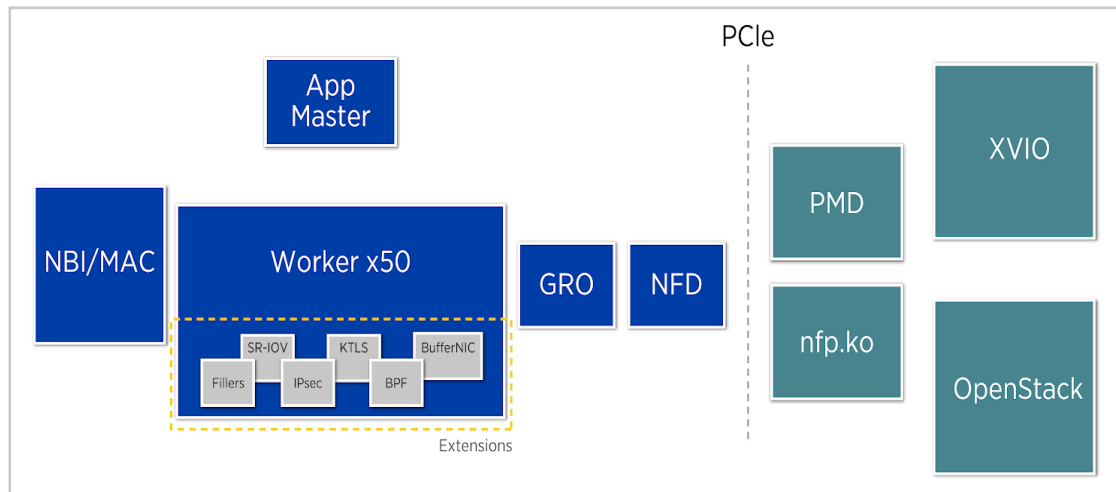 PCIe
App
Master
XVIO
PMD
NBI/MAC
Worker x50
GRO
NFD
nfp.ko
SR-IOV
KTLS
BufferNIC
Fillers
IPsec
BPF
OpenStack
Extensions